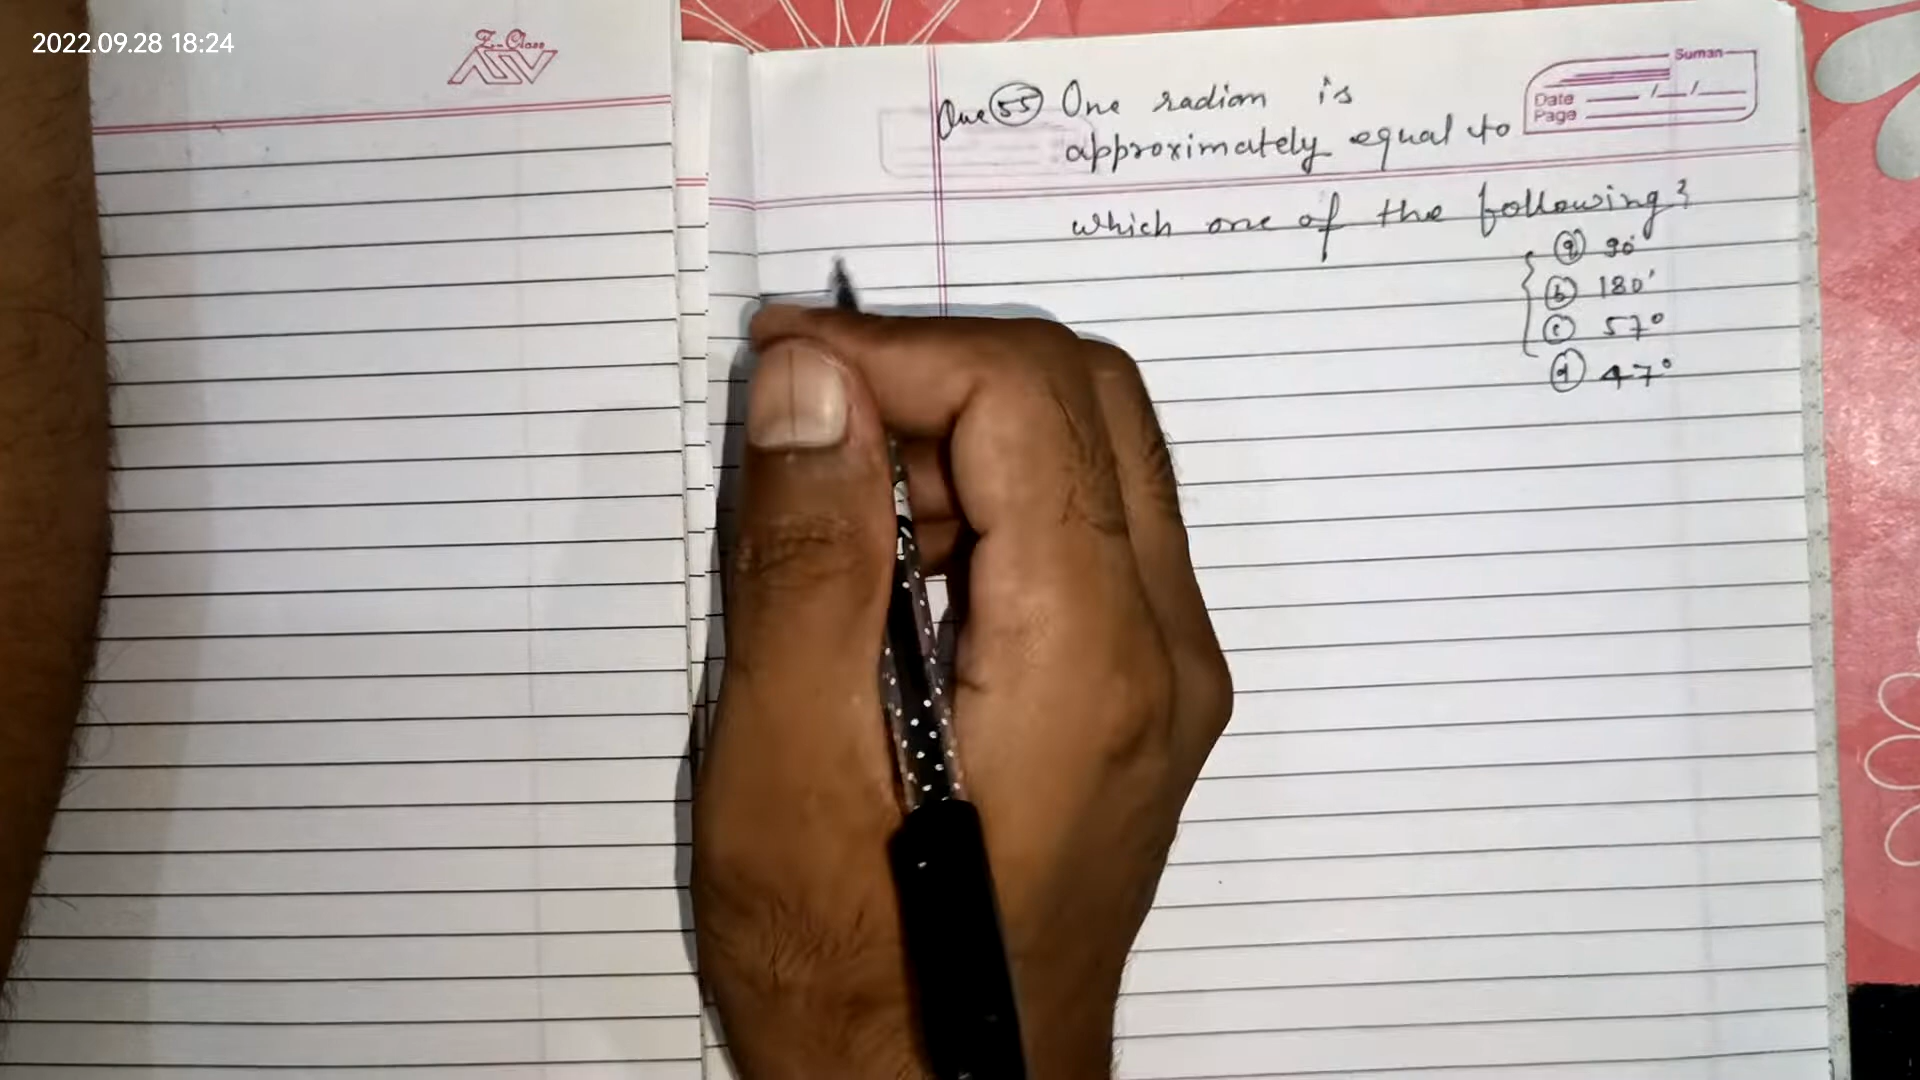 2022.09.28 18:24
Z-Class
Suman
Date
Page
Que 55 One radian is
approximately equal to
which one of the following?
(a) 90°
(b) 180°
(c) 57°
(d) 47°